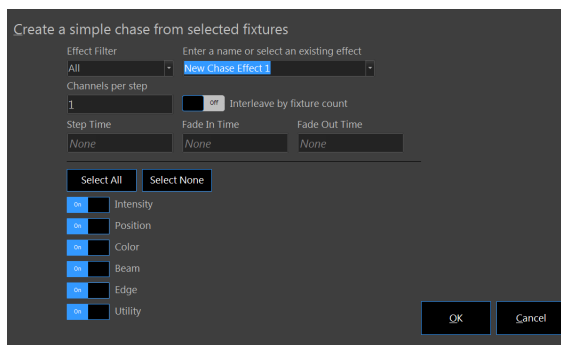 Create a simple chase from selected fixtures
Effect Filter Enter a name or select an existing effect
All New Chase Effect 1
Channels per step
1 Off Interleave by fixture count
Step Time Fade In Time Fade Out Time
None None None
Select All Select None
On Intensity
On Position
On Color
On Beam
On Edge
On Utility
OK Cancel